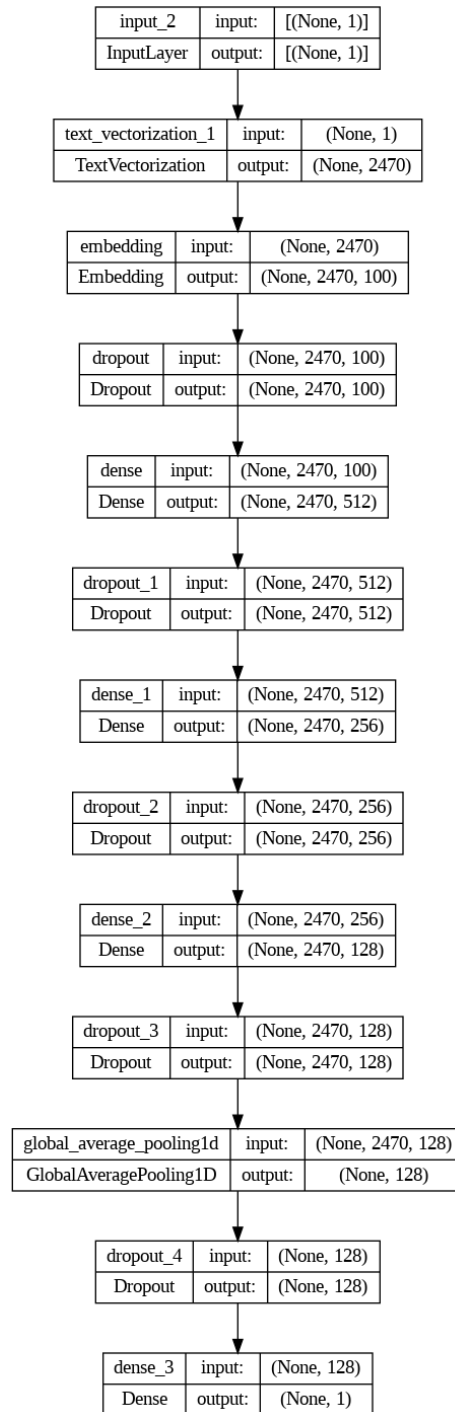 input_2 input: [(None, 1)]
InputLayer output: [(None, 1)]
text_vectorization_1 input: (None, 1)
TextVectorization output: (None, 2470)
embedding input: (None, 2470)
Embedding output: (None, 2470, 100)
dropout input: (None, 2470, 100)
Dropout output: (None, 2470, 100)
dense input: (None, 2470, 100)
Dense output: (None, 2470, 512)
dropout_1 input: (None, 2470, 512)
Dropout output: (None, 2470, 512)
dense_1 input: (None, 2470, 512)
Dense output: (None, 2470, 256)
dropout_2 input: (None, 2470, 256)
Dropout output: (None, 2470, 256)
dense_2 input: (None, 2470, 256)
Dense output: (None, 2470, 128)
dropout_3 input: (None, 2470, 128)
Dropout output: (None, 2470, 128)
global_average_pooling1d input: (None, 2470, 128)
GlobalAveragePooling1D output: (None, 128)
dropout_4 input: (None, 128)
Dropout output: (None, 128)
dense_3 input: (None, 128)
Dense output: (None, 1)